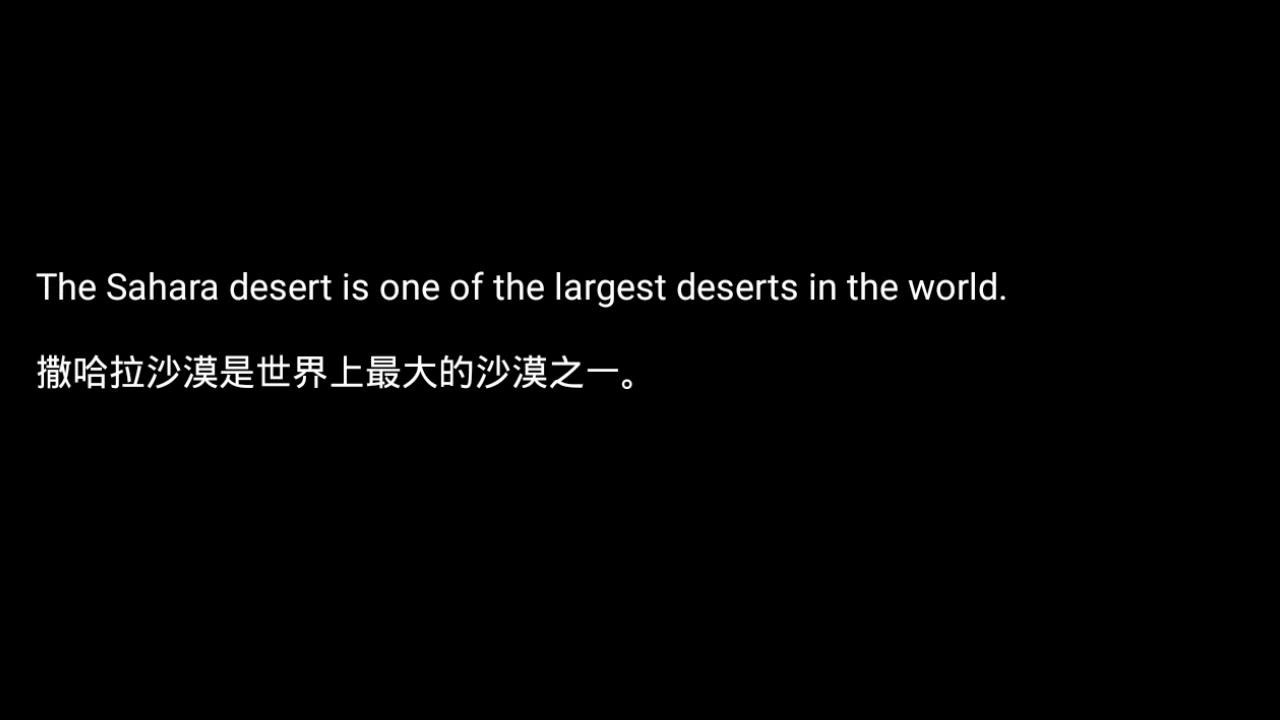 The Sahara desert is one of the largest deserts in the world.
撒哈拉沙漠是世界上最大的沙漠之一。